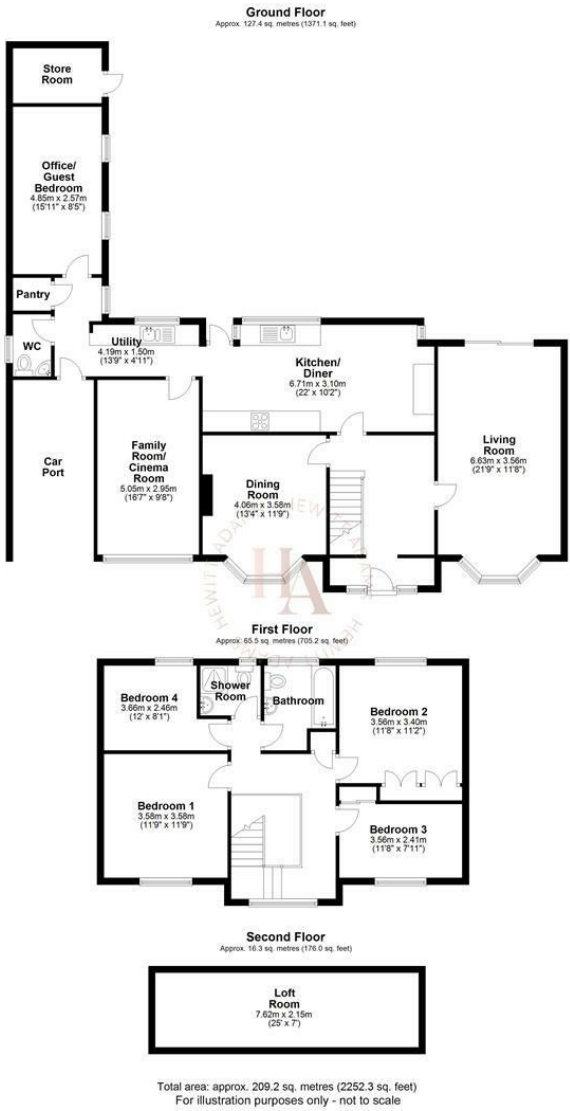 Ground Floor
Approx. 127.4 sq. metres (1371.1 sq. feet)
Store
Room
Office/
Guest
Bedroom
4.85m x 2.57m
(15'11" x 8'5")
Pantry
WC
Utility
4.19m x 1.50m
(13'9" x 4'11")
Kitchen/
Diner
6.71m x 3.10m
(22' x 10'2")
Car
Port
Family
Room/
Cinema
Room
5.05m x 2.95m
(16'7" x 9'8")
Dining
Room
4.06m x 3.58m
(13'4" x 11'9")
Living
Room
6.63m x 3.56m
(21'9" x 11'8")
HEWITT ADAMS HEWITT ADAMS HEWITT ADAMS
HA
First Floor
Approx. 65.5 sq. metres (705.2 sq. feet)
Bedroom 4
3.66m x 2.46m
(12' x 8'1")
Shower
Room
Bathroom
Bedroom 2
3.56m x 3.40m
(11'8" x 11'2")
Bedroom 1
3.58m x 3.58m
(11'9" x 11'9")
Bedroom 3
3.56m x 2.41m
(11'8" x 7'11")
Second Floor
Approx. 16.3 sq. metres (176.0 sq. feet)
Loft
Room
7.62m x 2.15m
(25' x 7')
Total area: approx. 209.2 sq. metres (2252.3 sq. feet)
For illustration purposes only - not to scale